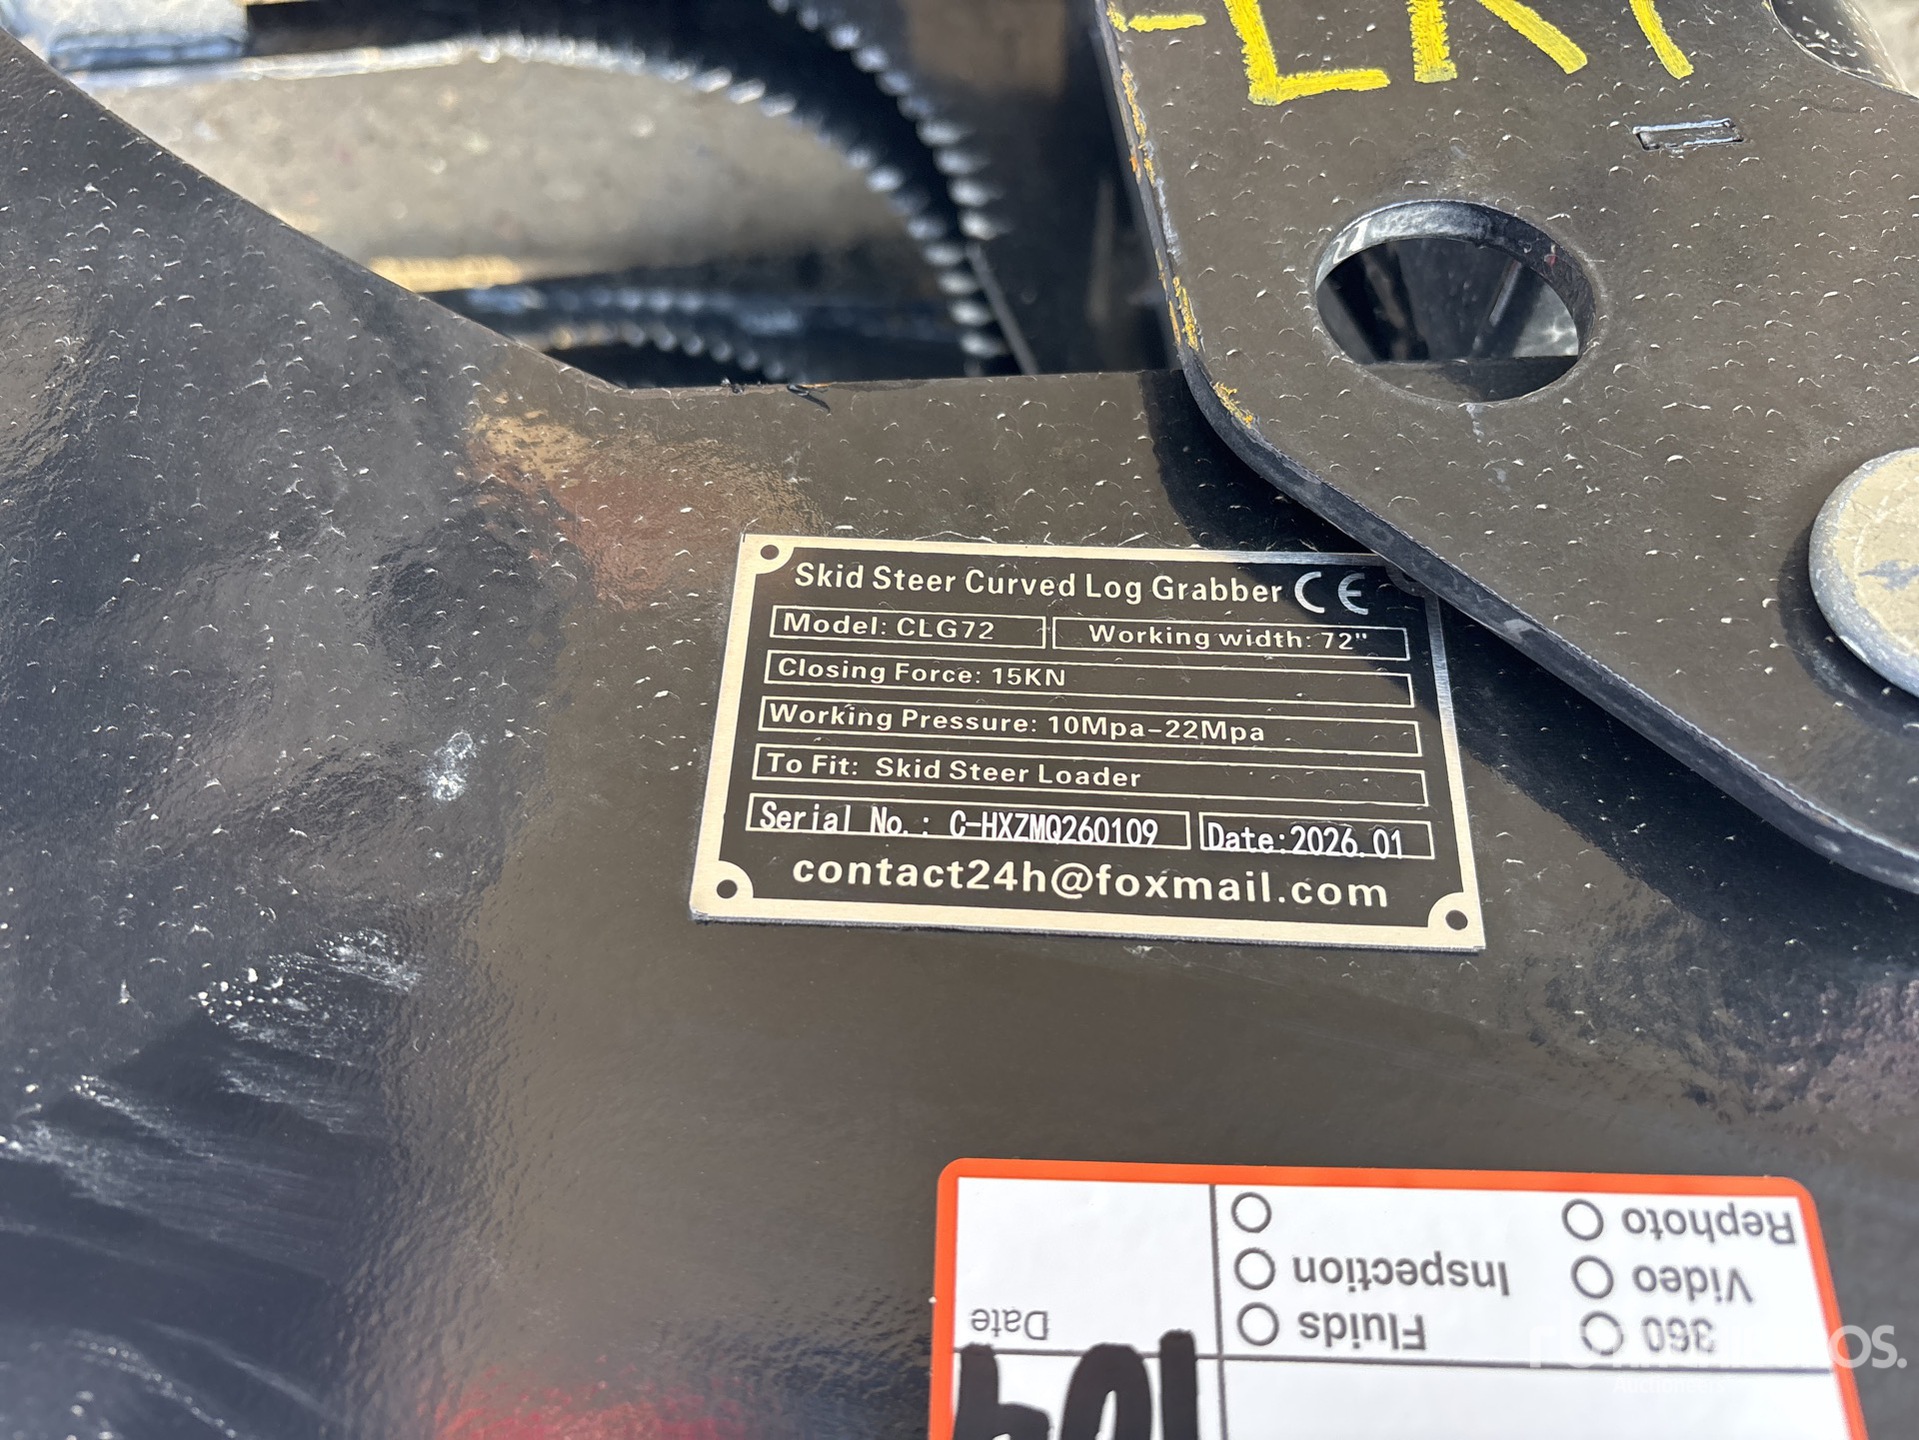 Skid Steer Curved Log Grabber CE
Model: CLG72
Working width: 72"
Closing Force: 15KN
Working Pressure: 10Mpa-22Mpa
To Fit: Skid Steer Loader
Serial No.: C-HXZMQ260109
Date:2026.01
contact24h@foxmail.com
360
Fluids
Video
Inspection
Rephoto
Date
Auctioneers